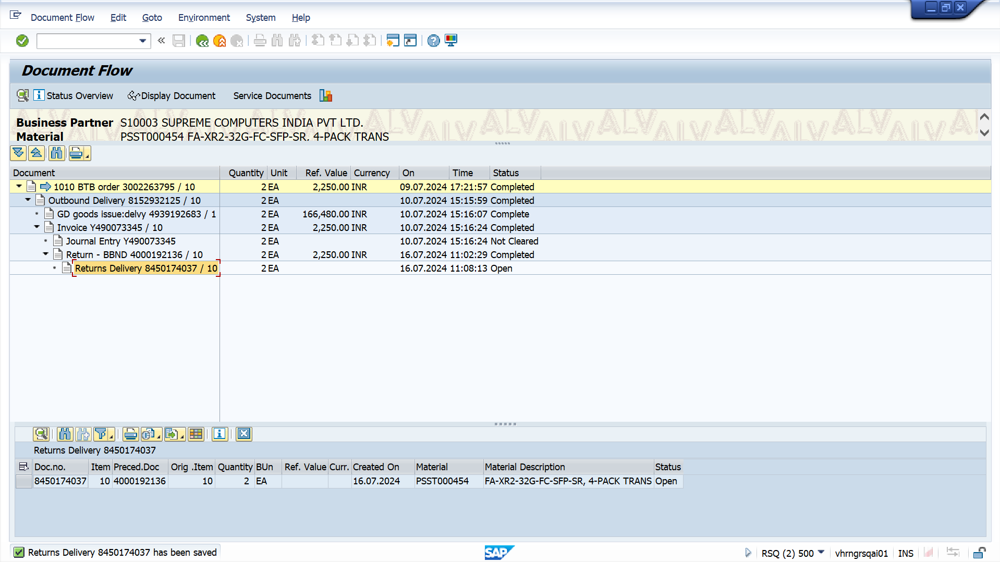 Document Flow Edit Goto Environment System Help
Document Flow
Status Overview Display Document Service Documents
Business Partner S10003 SUPREME COMPUTERS INDIA PVT LTD.
Material PSST000454 FA-XR2-32G-FC-SFP-SR, 4-PACK TRANS
Document Quantity Unit Ref. Value Currency On Time Status
1010 BTB order 3002263795 / 10 2 EA 2,250.00 INR 09.07.2024 17:21:57 Completed
Outbound Delivery 8152932125 / 10 2 EA 10.07.2024 15:15:59 Completed
GD goods issue:delvy 4939192683 / 1 2 EA 166,480.00 INR 10.07.2024 15:16:07 Complete
Invoice Y490073345 / 10 2 EA 2,250.00 INR 10.07.2024 15:16:24 Completed
Journal Entry Y490073345 2 EA 10.07.2024 15:16:24 Not Cleared
Return - BBND 4000192136 / 10 2 EA 2,250.00 INR 16.07.2024 11:02:29 Completed
Returns Delivery 8450174037 / 10 2 EA 16.07.2024 11:08:13 Open
Returns Delivery 8450174037
Doc.no. Item Preced.Doc Orig .Item Quantity BUn Ref. Value Curr. Created On Material Material Description Status
8450174037 10 4000192136 10 2 EA 16.07.2024 PSST000454 FA-XR2-32G-FC-SFP-SR, 4-PACK TRANS Open
Returns Delivery 8450174037 has been saved SAP RSQ (2) 500 vhrngrsqai01 INS